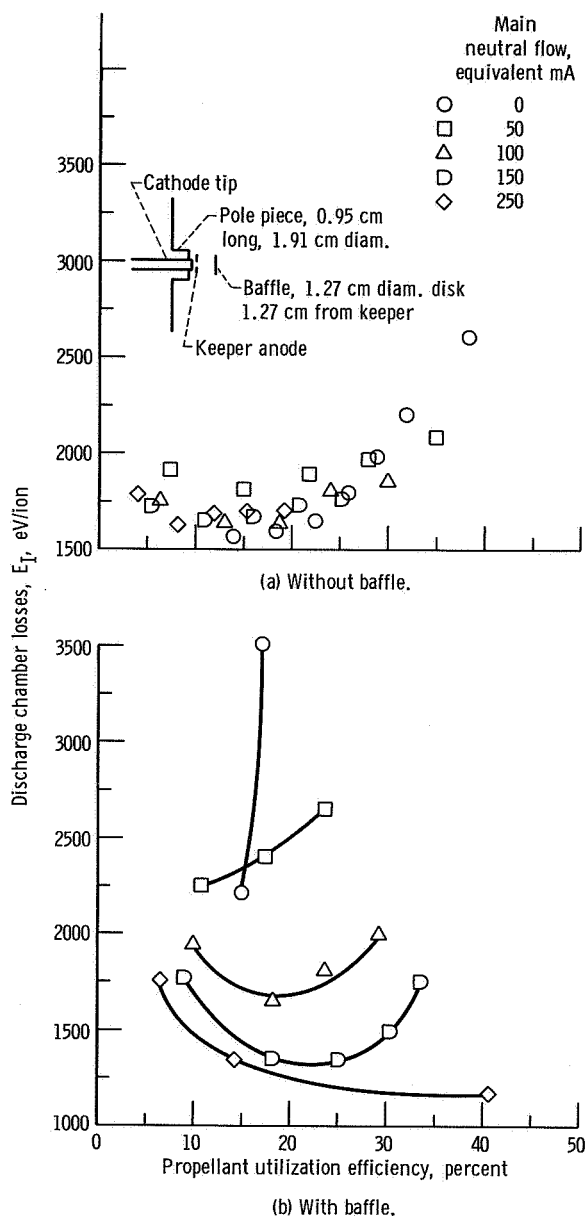 Main
neutral flow,
equivalent mA
0
50
100
150
250
3500
3000
2500
2000
1500
Cathode tip
Pole piece, 0.95 cm
long, 1.91 cm diam.
Baffle, 1.27 cm diam. disk
1.27 cm from keeper
Keeper anode
(a) Without baffle.
Discharge chamber losses, E_I, eV/ion
3500
3000
2500
2000
1500
1000
0 10 20 30 40 50
Propellant utilization efficiency, percent
(b) With baffle.